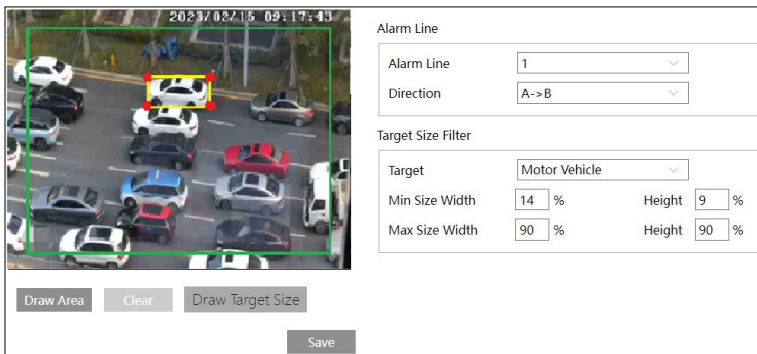 2023/02/15 09:17:43
Alarm Line
Alarm Line 1
Direction A->B
Target Size Filter
Target Motor Vehicle
Min Size Width 14 % Height 9 %
Max Size Width 90 % Height 90 %
Draw Area Clear Draw Target Size
Save